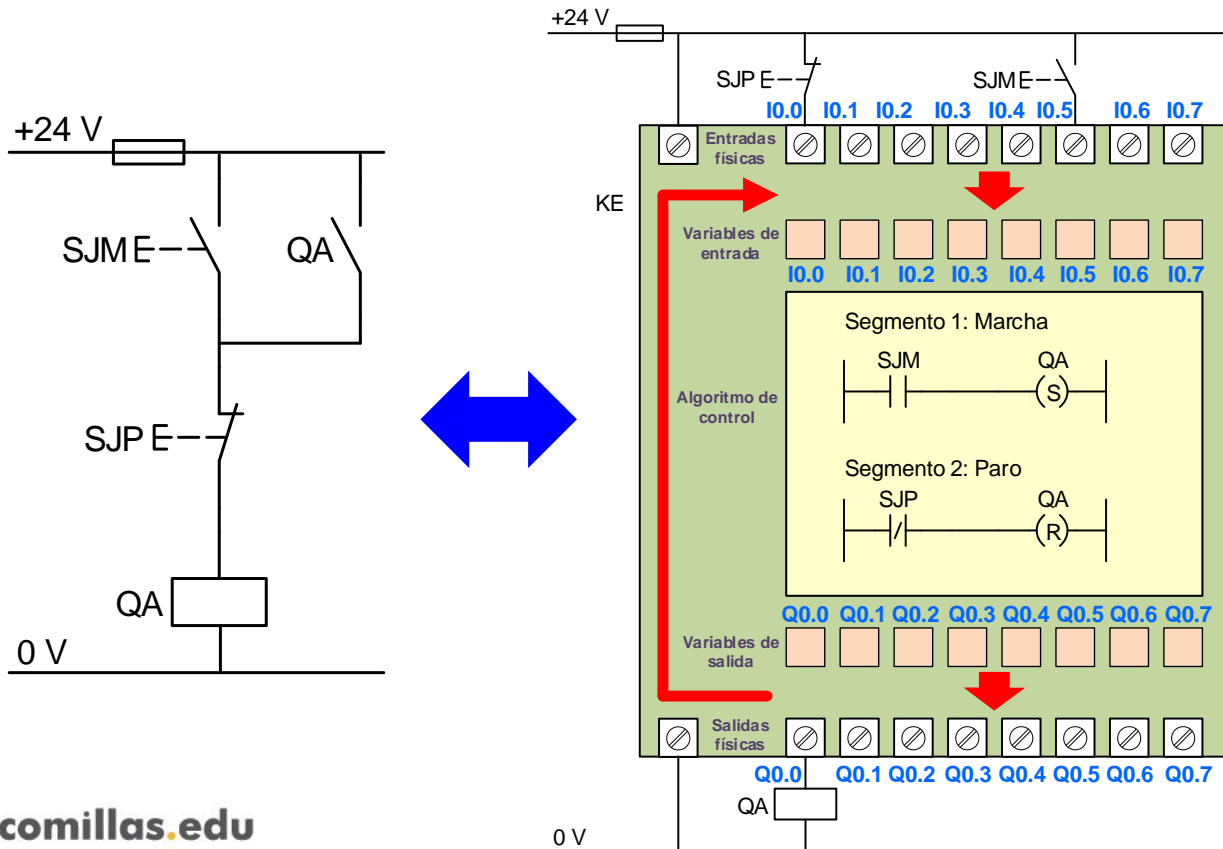 +24 V
SJM E
QA
SJP E
QA
0 V
+24 V
SJP E
SJM E
I0.0 I0.1 I0.2 I0.3 I0.4 I0.5 I0.6 I0.7
Entradas
físicas
KE
Variables de
entrada
I0.0 I0.1 I0.2 I0.3 I0.4 I0.5 I0.6 I0.7
Algoritmo de
control
Segmento 1: Marcha
SJM QA
(S)
Segmento 2: Paro
SJP QA
(R)
Q0.0 Q0.1 Q0.2 Q0.3 Q0.4 Q0.5 Q0.6 Q0.7
Variables de
salida
Salidas
físicas
Q0.0 Q0.1 Q0.2 Q0.3 Q0.4 Q0.5 Q0.6 Q0.7
QA
0 V
comillas.edu